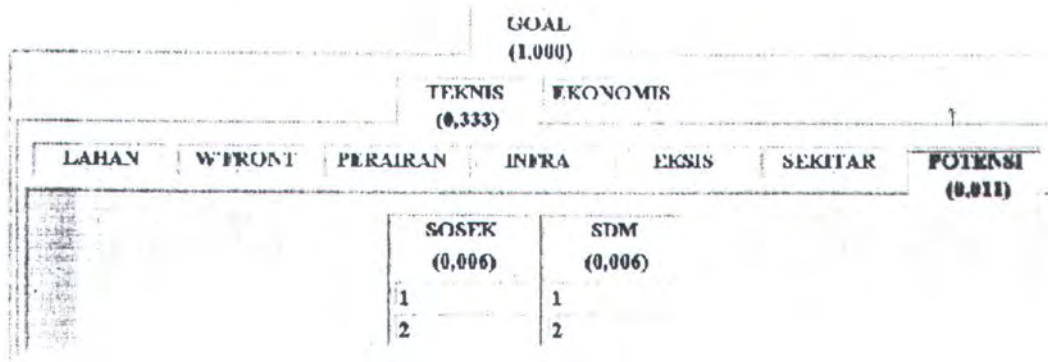 GOAL
(1,000)
TEKNIS EKONOMIS
(0,333)
LAHAN W'FRONT PERAIRAN INFRA EKSIS SEKITAR POTENSI
(0,011)
SOSEK SDM
(0,006) (0,006)
1 1
2 2